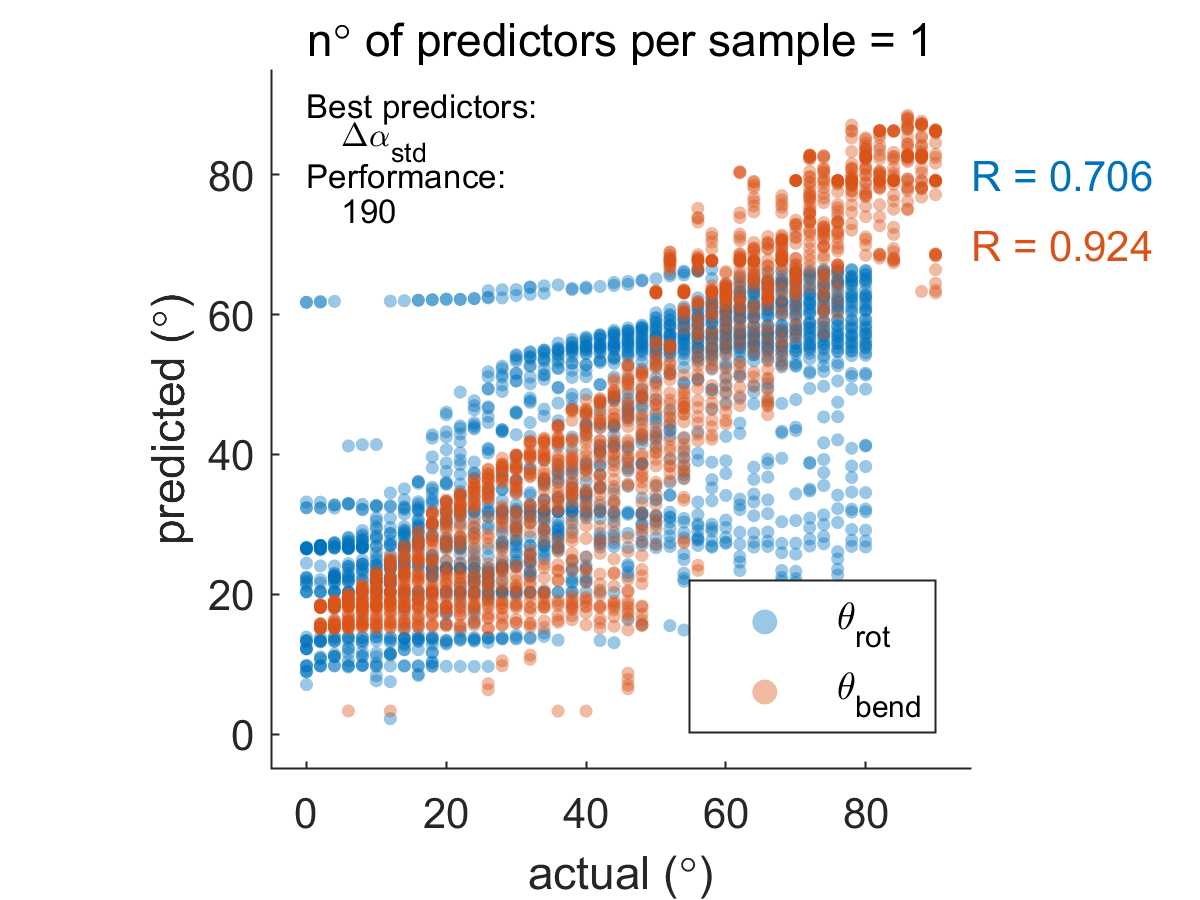 n° of predictors per sample = 1
Best predictors:
Δα_std
Performance:
190
R = 0.706
R = 0.924
80
60
40
20
0
predicted (°)
θ_rot
θ_bend
0 20 40 60 80
actual (°)